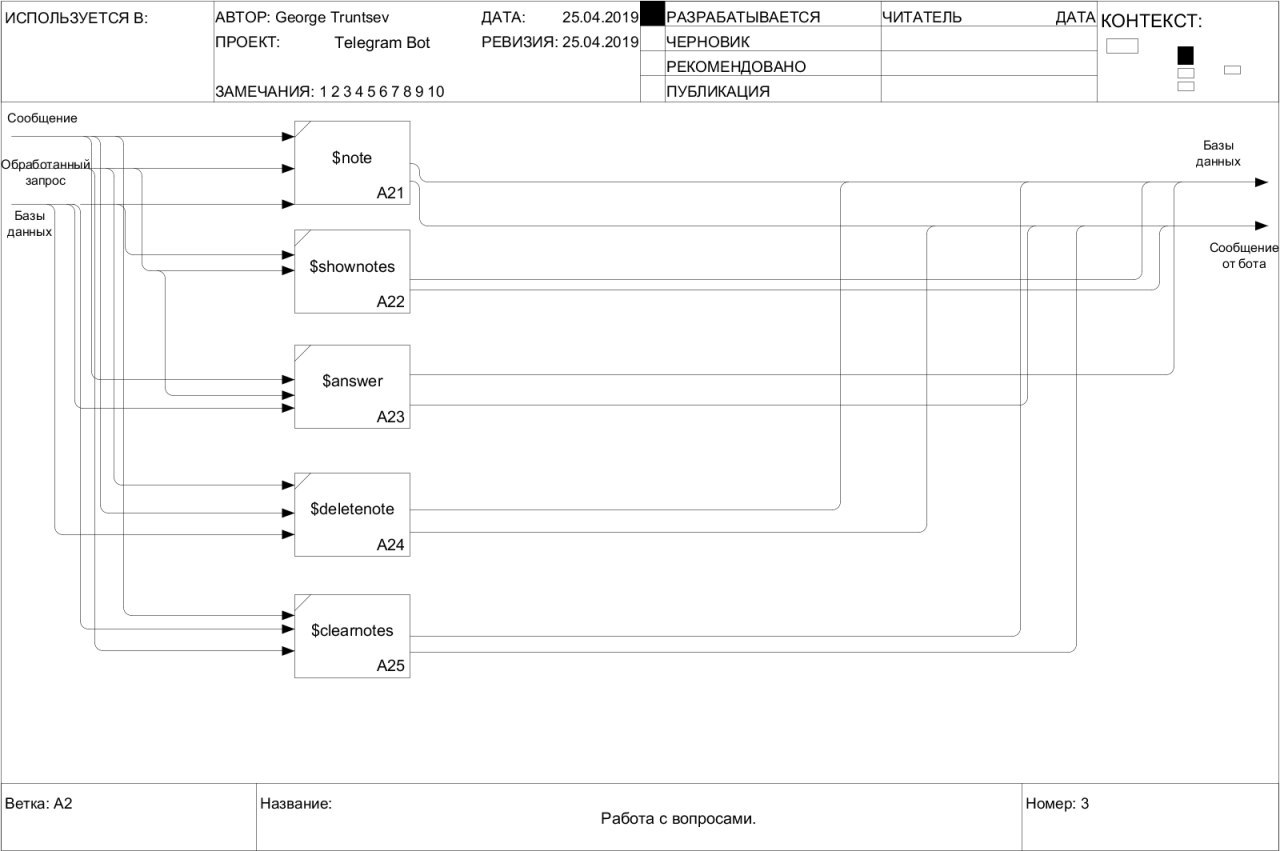 ИСПОЛЬЗУЕТСЯ В:
АВТОР: George Truntsev
ДАТА: 25.04.2019
ПРОЕКТ: Telegram Bot
РЕВИЗИЯ: 25.04.2019
ЗАМЕЧАНИЯ: 1 2 3 4 5 6 7 8 9 10
РАЗРАБАТЫВАЕТСЯ
ЧЕРНОВИК
РЕКОМЕНДОВАНО
ПУБЛИКАЦИЯ
ЧИТАТЕЛЬ
ДАТА
КОНТЕКСТ:
Сообщение
Обработанный
запрос
Базы
данных
$note
A21
$shownotes
A22
$answer
A23
$deletenote
A24
$clearnotes
A25
Базы
данных
Сообщение
от бота
Ветка: A2
Название:
Работа с вопросами.
Номер: 3